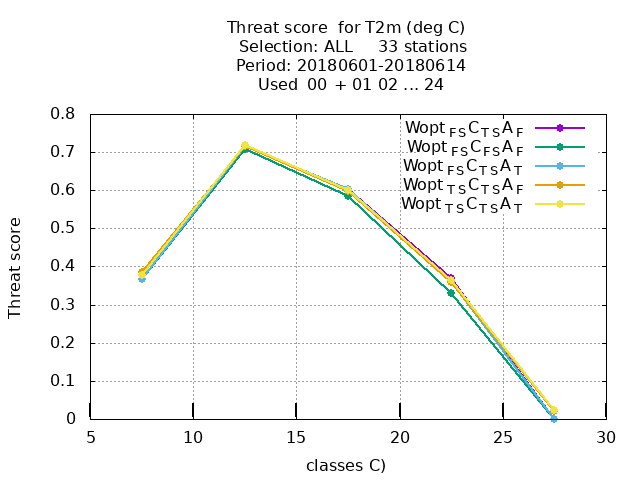 Threat score  for T2m (deg C)
Selection: ALL     33 stations
Period: 20180601-20180614
Used  00  + 01 02 ... 24
Wopt FS C TS A F
Wopt FS C FS A F
Wopt FS C TS A T
Wopt TS C TS A F
Wopt TS C TS A T
0.8
0.7
0.6
0.5
0.4
0.3
0.2
0.1
0
Threat score
5 10 15 20 25 30
classes C)